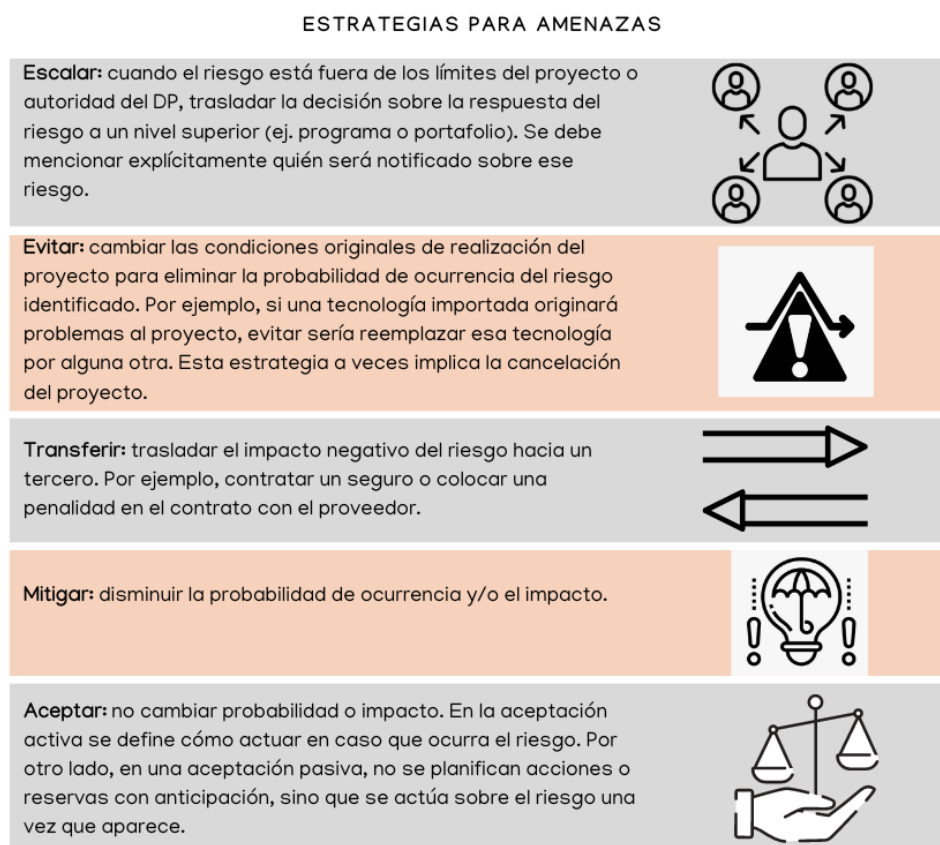 ESTRATEGIAS PARA AMENAZAS
Escalar: cuando el riesgo está fuera de los límites del proyecto o
autoridad del DP, trasladar la decisión sobre la respuesta del
riesgo a un nivel superior (ej. programa o portafolio). Se debe
mencionar explícitamente quién será notificado sobre ese
riesgo.
Evitar: cambiar las condiciones originales de realización del
proyecto para eliminar la probabilidad de ocurrencia del riesgo
identificado. Por ejemplo, si una tecnología importada originará
problemas al proyecto, evitar sería reemplazar esa tecnología
por alguna otra. Esta estrategia a veces implica la cancelación
del proyecto.
Transferir: trasladar el impacto negativo del riesgo hacia un
tercero. Por ejemplo, contratar un seguro o colocar una
penalidad en el contrato con el proveedor.
Mitigar: disminuir la probabilidad de ocurrencia y/o el impacto.
Aceptar: no cambiar probabilidad o impacto. En la aceptación
activa se define cómo actuar en caso que ocurra el riesgo. Por
otro lado, en una aceptación pasiva, no se planifican acciones o
reservas con anticipación, sino que se actúa sobre el riesgo una
vez que aparece.